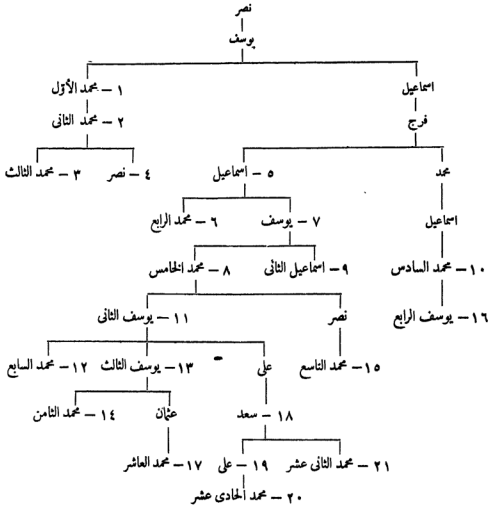 نصر
يوسف
اسماعيل ١ – محمد الأوّل
فرج ٢ – محمد الثانى
محمد ٥ – اسماعيل ٤ – نصر ٣ – محمد الثالث
اسماعيل ٧ – يوسف ٦ – محمد الرابع
١٠ – محمد السادس ٩ – اسماعيل الثانى ٨ – محمد الخامس
١٦ – يوسف الرابع نصر ١١ – يوسف الثانى
١٥ – محمد التاسع على ١٣ – يوسف الثالث ١٢ – محمد السابع
١٨ – سعد عثمان ١٤ – محمد الثامن
٢١ – محمد الثانى عشر ١٩ – على ١٧ – محمد العاشر
٢٠ – محمد الحادى عشر